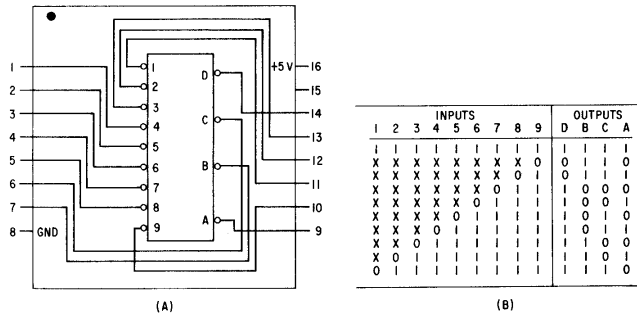 1
2
3
4
5
6
7
8 GND
1
2
3
4
5
6
7
8
9
D
C
B
A
+5V 16
15
14
13
12
11
10
9
(A)
INPUTS OUTPUTS
1 2 3 4 5 6 7 8 9 D B C A
1 1 1 1 1 1 1 1 1 1 1 1 1
X X X X X X X X 0 0 1 1 0
X X X X X X X 0 1 0 1 1 1
X X X X X X 0 1 1 1 0 0 0
X X X X X 0 1 1 1 1 0 0 1
X X X X 0 1 1 1 1 1 0 1 0
X X X 0 1 1 1 1 1 1 0 1 1
X X 0 1 1 1 1 1 1 1 1 0 0
X 0 1 1 1 1 1 1 1 1 1 0 1
0 1 1 1 1 1 1 1 1 1 1 1 0
(B)